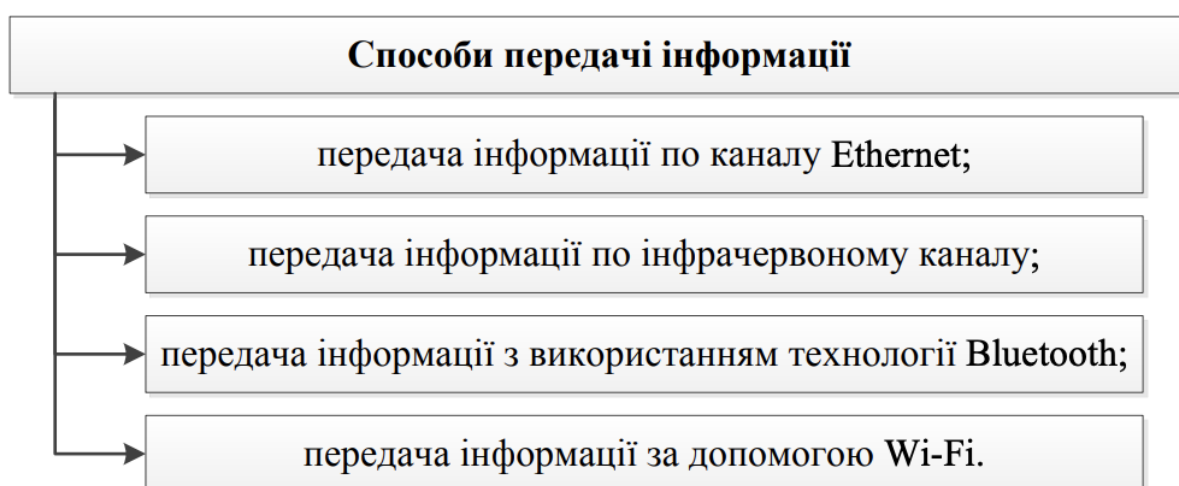 Способи передачі інформації
передача інформації по каналу Ethernet;
передача інформації по інфрачервоному каналу;
передача інформації з використанням технології Bluetooth;
передача інформації за допомогою Wi-Fi.